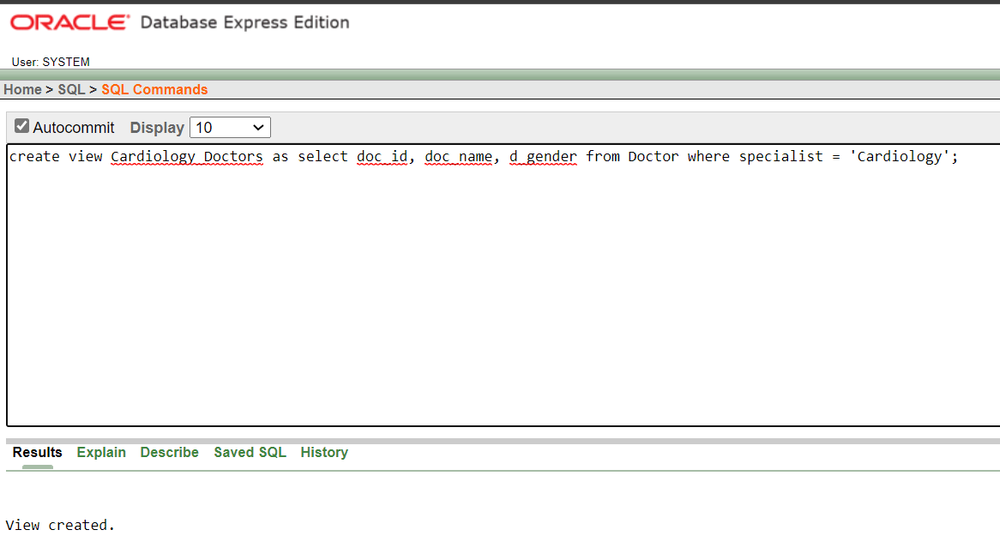 ORACLE® Database Express Edition
User: SYSTEM
Home > SQL > SQL Commands
Autocommit Display 10
create view Cardiology_Doctors as select doc_id, doc_name, d_gender from Doctor where specialist = 'Cardiology';
Results Explain Describe Saved SQL History
View created.